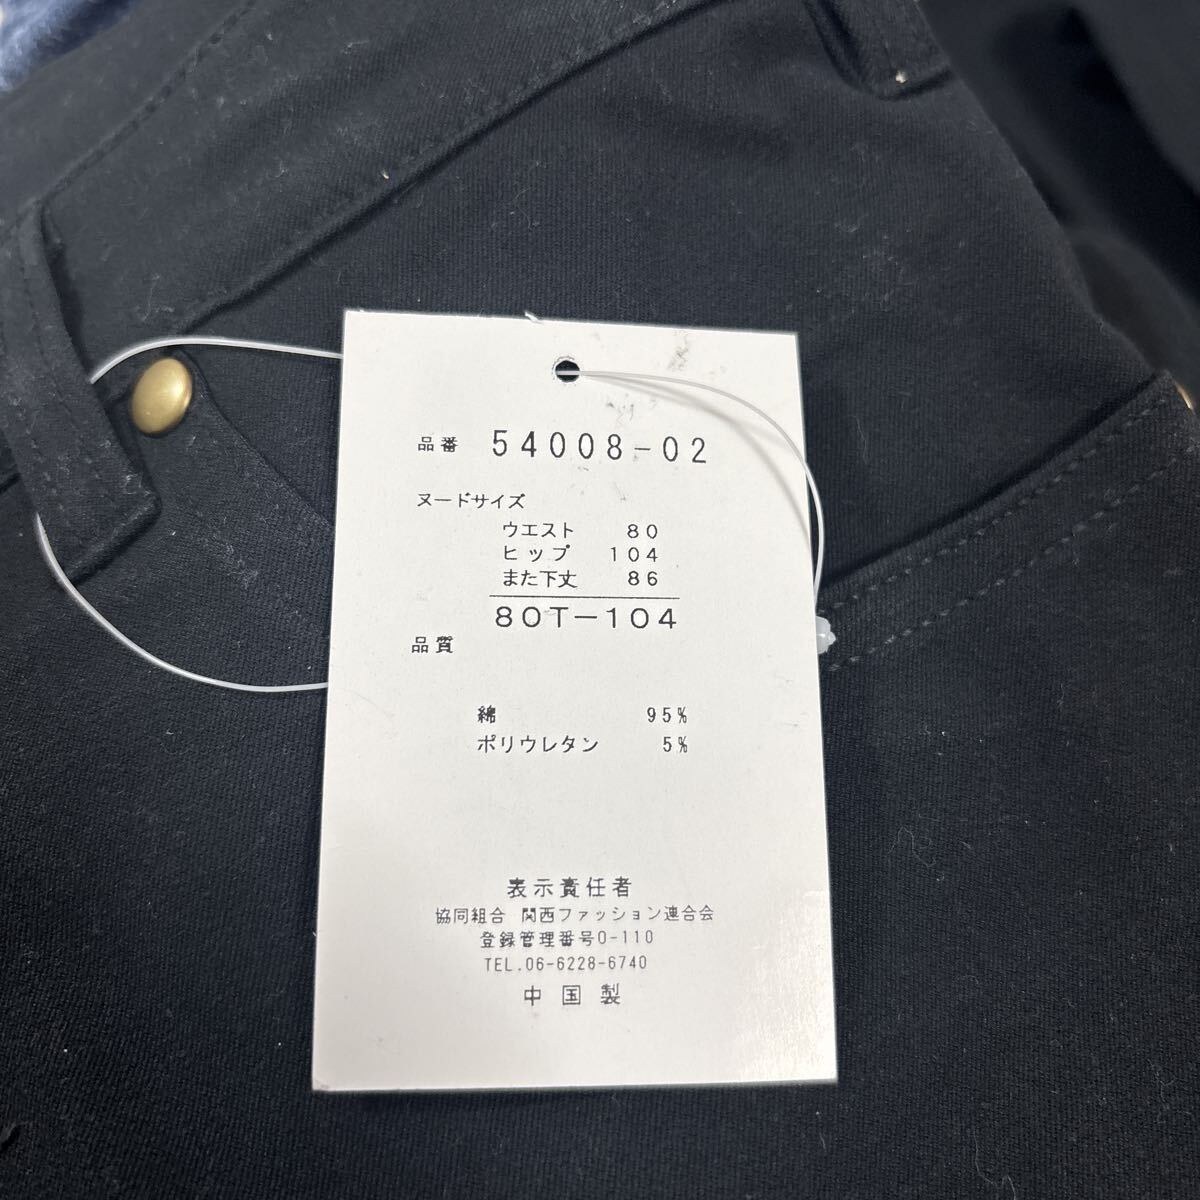 品番 54008-02
ヌードサイズ
ウエスト 80
ヒップ 104
また下丈 86
80T-104
品質
綿 95%
ポリウレタン 5%
表示責任者
協同組合 関西ファッション連合会
登録管理番号0-110
TEL.06-6228-6740
中国製